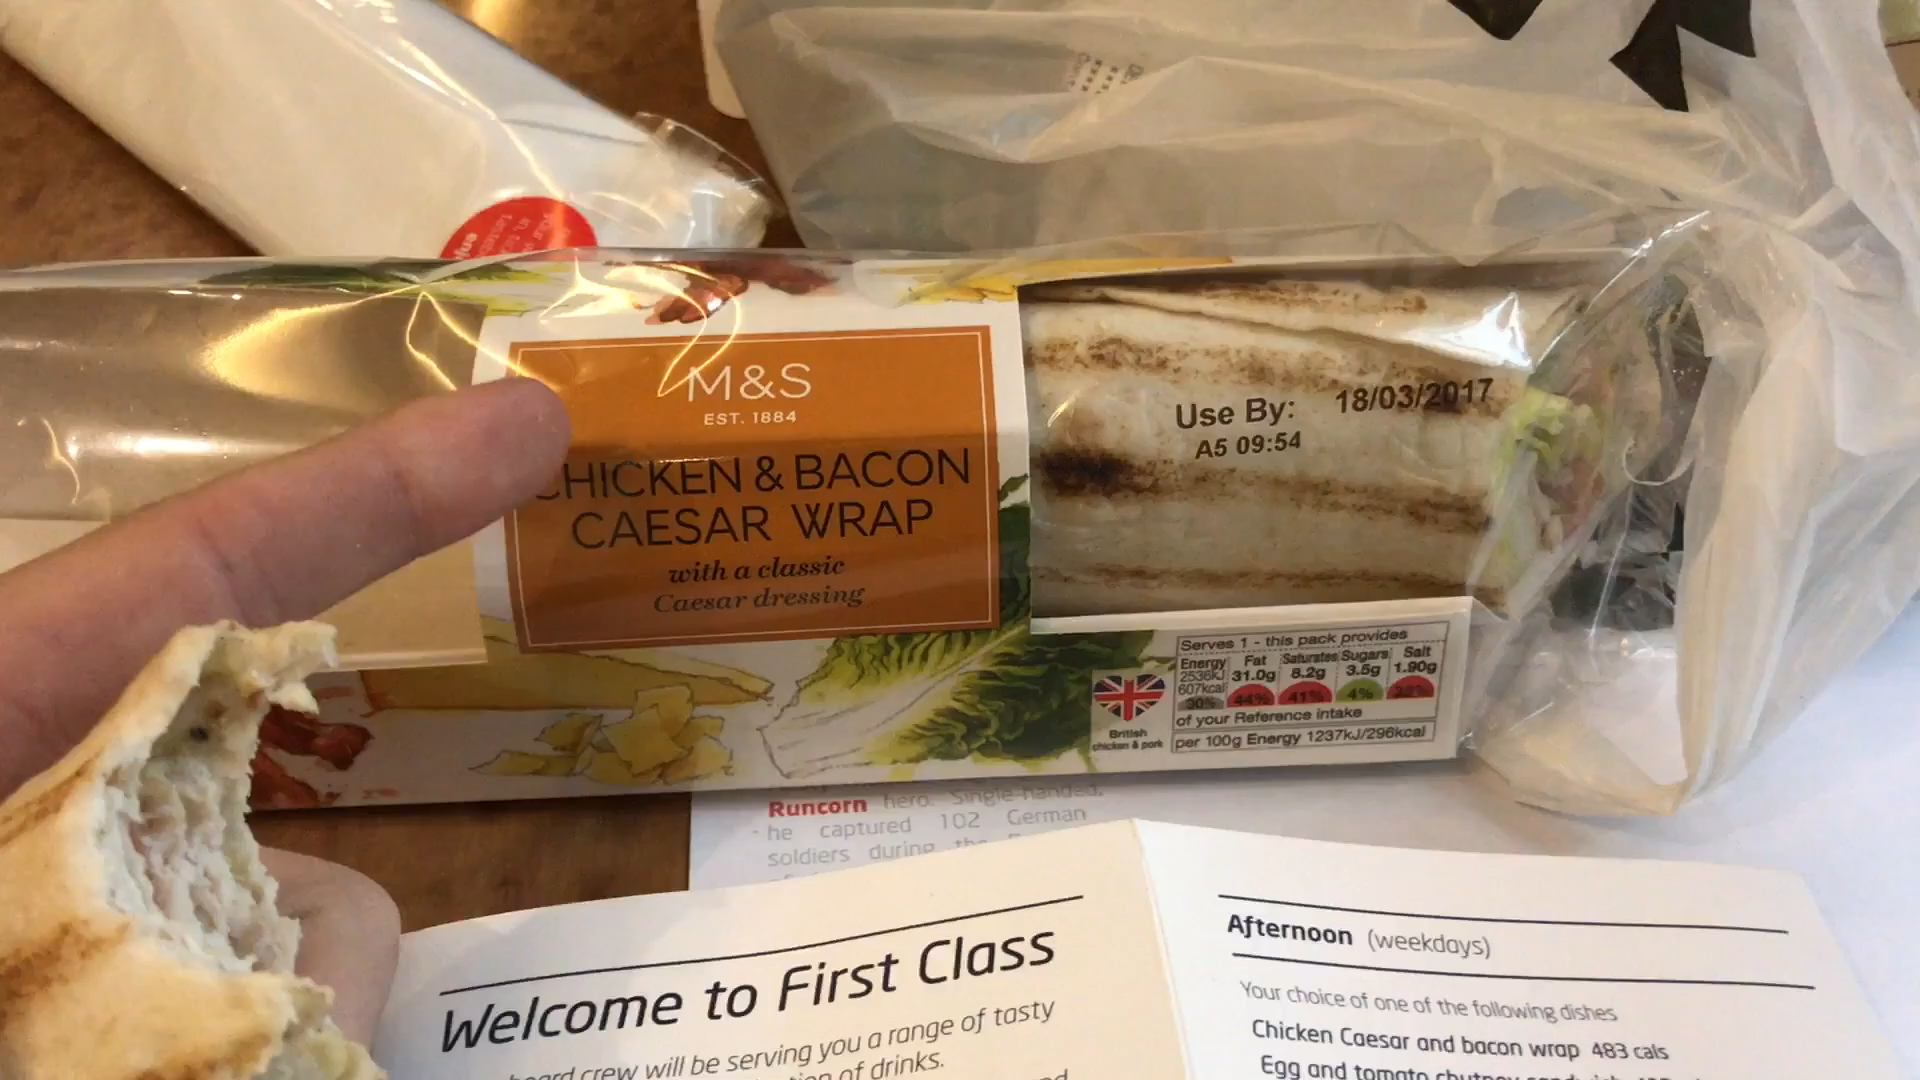 M&S
EST. 1884
CHICKEN & BACON
CAESAR WRAP
with a classic
Caesar dressing
Use By: 18/03/2017
A5 09:54
Serves 1 - this pack provides
Energy Fat Saturates Sugars Salt
2536kJ 31.0g 8.2g 3.5g 1.90g
607kcal
30% 44% 41% 4%
of your Reference intake
per 100g Energy 1237kJ/296kcal
British
chicken & pork
Runcorn hero. Single-handed,
he captured 102 German
soldiers during the
Welcome to First Class
crew will be serving you a range of tasty
of drinks.
Afternoon (weekdays)
Your choice of one of the following dishes
Chicken Caesar and bacon wrap 483 cals
Egg and tomato chutney sandwich